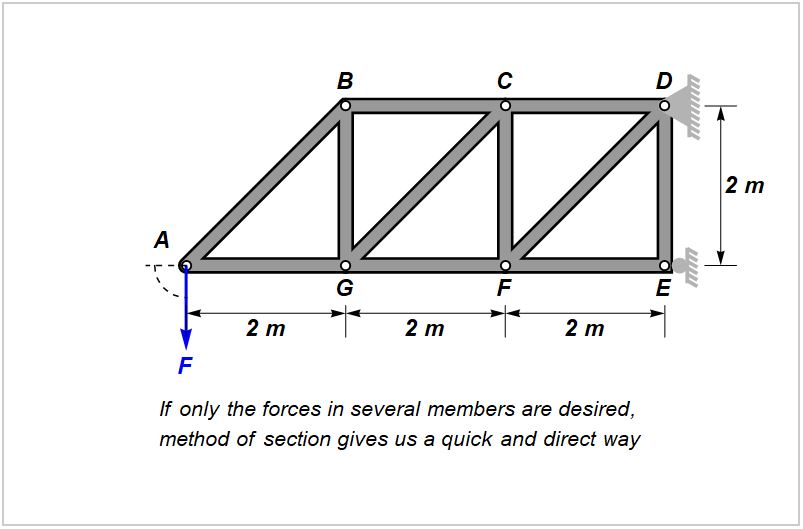 B C D
2 m
A
G F E
2 m 2 m 2 m
F
If only the forces in several members are desired,
method of section gives us a quick and direct way